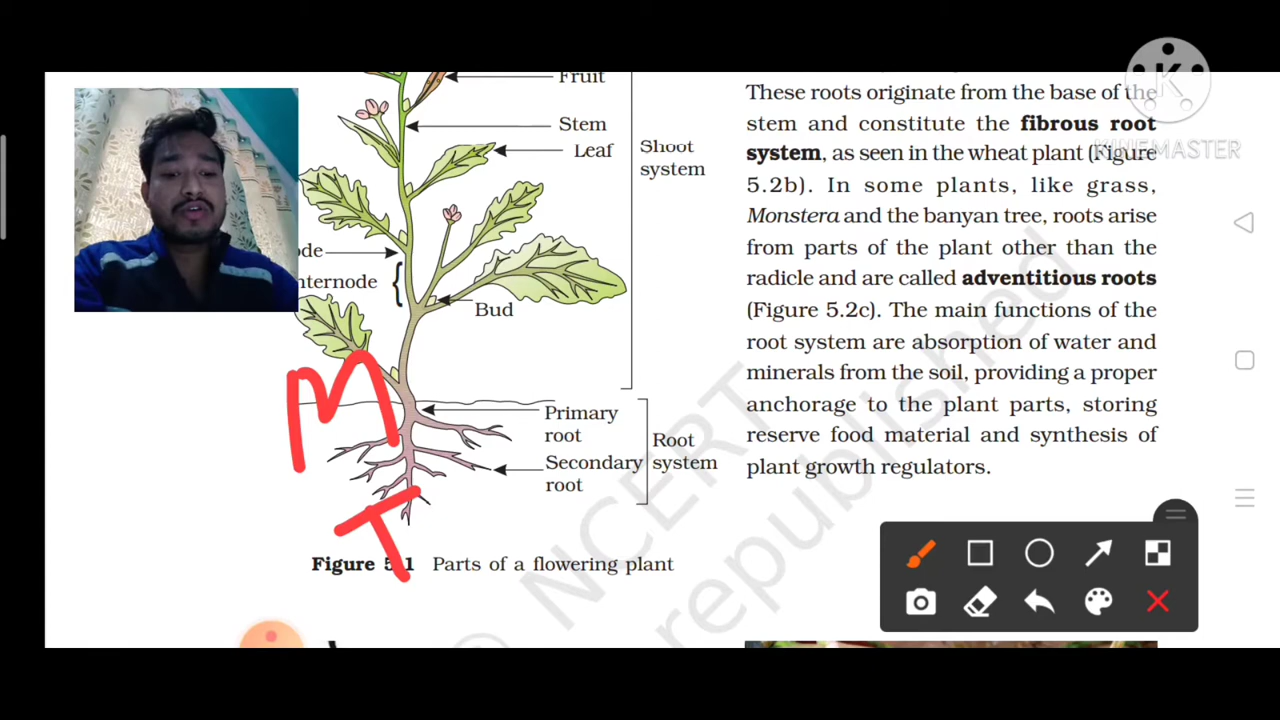 Fruit
Stem
Leaf
Shoot
system
ode
nternode
Bud
Primary
root
Secondary
root
Root
system
M
T
Figure 5.1 Parts of a flowering plant
These roots originate from the base of the
stem and constitute the fibrous root
system, as seen in the wheat plant (Figure
5.2b). In some plants, like grass,
Monstera and the banyan tree, roots arise
from parts of the plant other than the
radicle and are called adventitious roots
(Figure 5.2c). The main functions of the
root system are absorption of water and
minerals from the soil, providing a proper
anchorage to the plant parts, storing
reserve food material and synthesis of
plant growth regulators.
© NCERT
republished
K
KINEMASTER